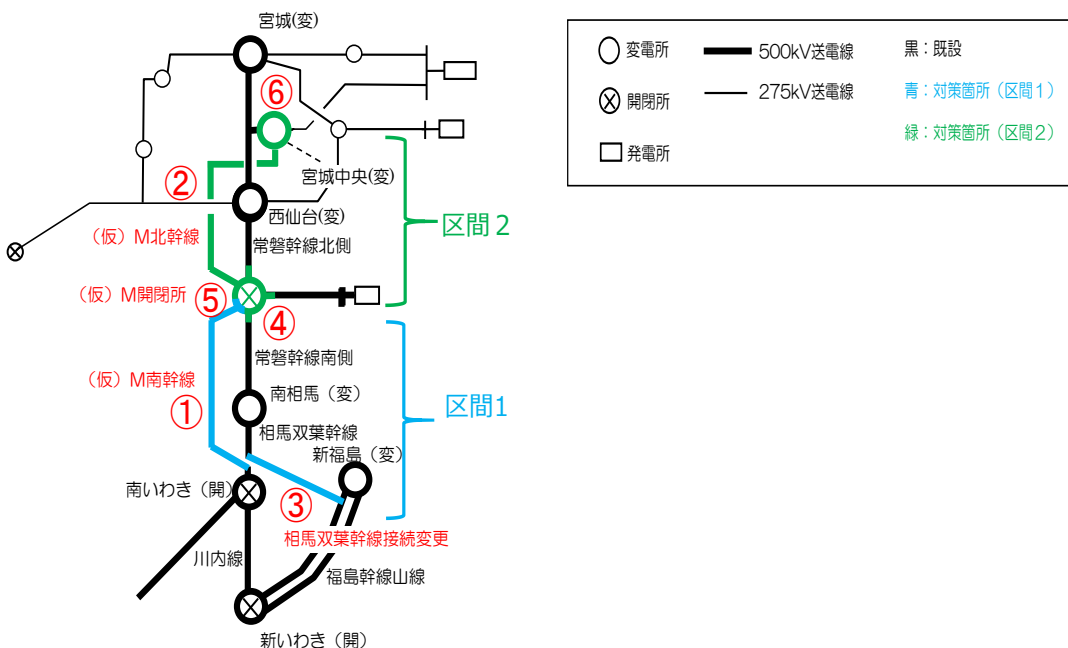 宮城(変)
⑥
宮城中央(変)
②
西仙台(変)
区間2
(仮)M北幹線
常磐幹線北側
(仮)M開閉所
⑤
④
常磐幹線南側
(仮)M南幹線
①
南相馬(変)
区間1
相馬双葉幹線
新福島(変)
南いわき(開)
③
相馬双葉幹線接続変更
川内線
福島幹線山線
新いわき(開)
変電所
500kV送電線
黒:既設
開閉所
275kV送電線
青:対策箇所(区間1)
発電所
緑:対策箇所(区間2)